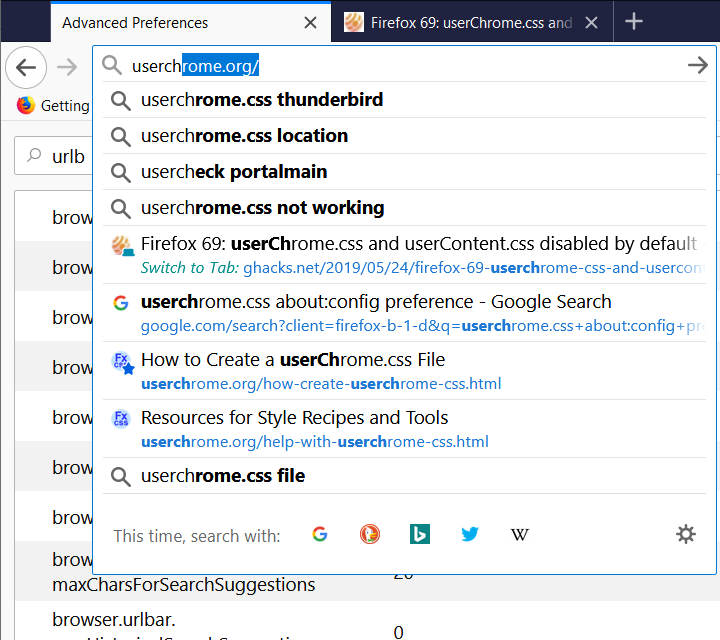 Advanced Preferences
Firefox 69: userChrome.css and
userchrome.org/
Getting
userchrome.css thunderbird
urlb
userchrome.css location
usercheck portalmain
userchrome.css not working
brow
Firefox 69: userChrome.css and userContent.css disabled by default
brow
Switch to Tab: ghacks.net/2019/05/24/firefox-69-userchrome-css-and-usercon
userchrome.css about:config preference - Google Search
brow
google.com/search?client=firefox-b-1-d&q=userchrome.css+about:config+pr
How to Create a userChrome.css File
brow
userchrome.org/how-create-userchrome-css.html
Resources for Style Recipes and Tools
brow
userchrome.org/help-with-userchrome-css.html
brow
userchrome.css file
brow
This time, search with: W
brow
maxCharsForSearchSuggestions 20
browser.urlbar.
0